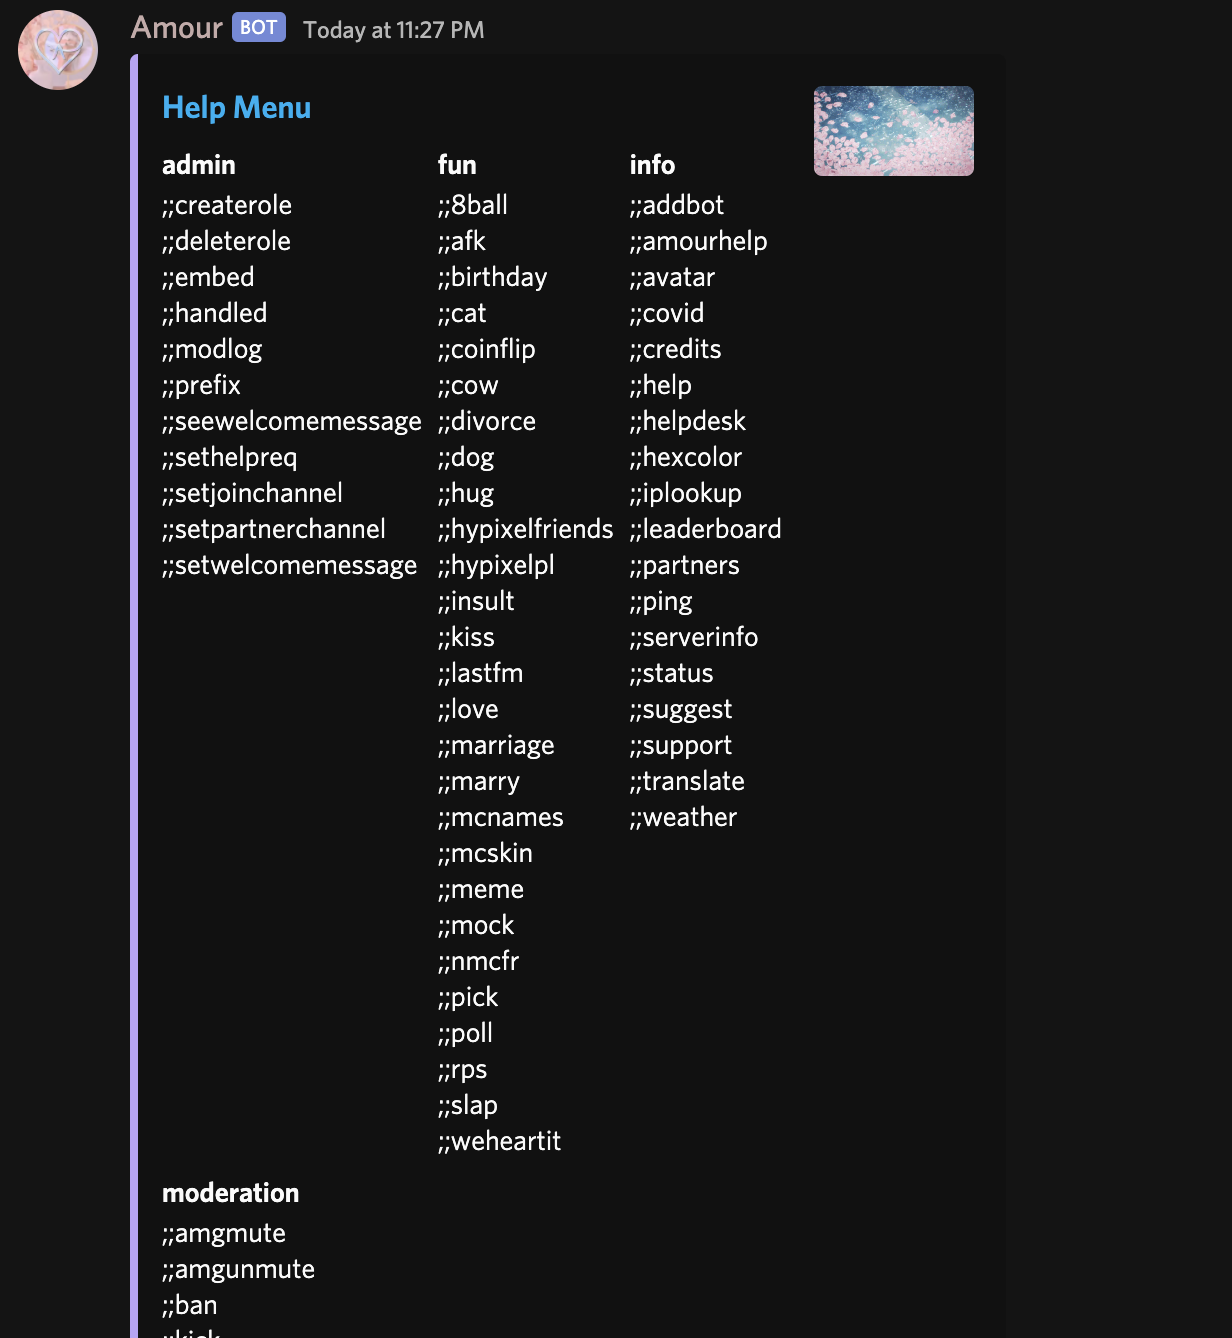 Amour BOT Today at 11:27 PM
Help Menu
admin
;;createrole
;;deleterole
;;embed
;;handled
;;modlog
;;prefix
;;seewelcomemessage
;;sethelpreq
;;setjoinchannel
;;setpartnerchannel
;;setwelcomemessage
fun
;;8ball
;;afk
;;birthday
;;cat
;;coinflip
;;cow
;;divorce
;;dog
;;hug
;;hypixelfriends
;;hypixelpl
;;insult
;;kiss
;;lastfm
;;love
;;marriage
;;marry
;;mcnames
;;mcskin
;;meme
;;mock
;;nmcfr
;;pick
;;poll
;;rps
;;slap
;;weheartit
info
;;addbot
;;amourhelp
;;avatar
;;covid
;;credits
;;help
;;helpdesk
;;hexcolor
;;iplookup
;;leaderboard
;;partners
;;ping
;;serverinfo
;;status
;;suggest
;;support
;;translate
;;weather
moderation
;;amgmute
;;amgunmute
;;ban
;;kick